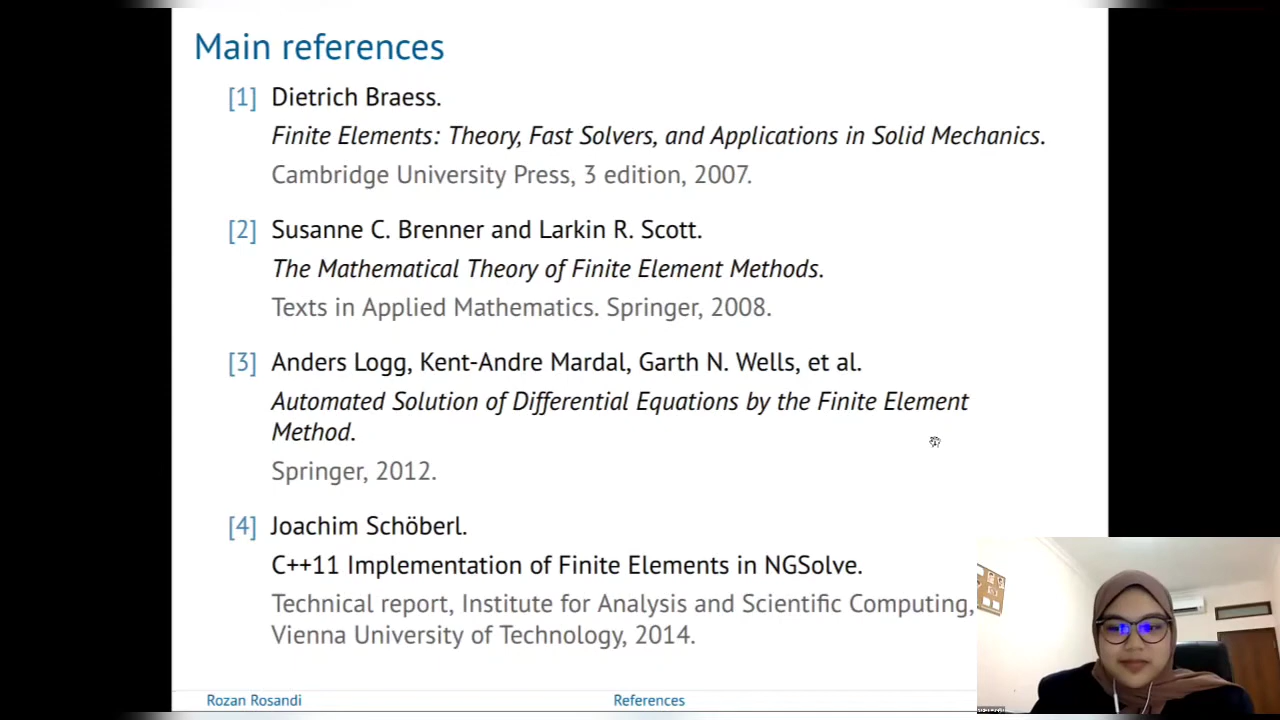 Main references
[1] Dietrich Braess.
Finite Elements: Theory, Fast Solvers, and Applications in Solid Mechanics.
Cambridge University Press, 3 edition, 2007.
[2] Susanne C. Brenner and Larkin R. Scott.
The Mathematical Theory of Finite Element Methods.
Texts in Applied Mathematics. Springer, 2008.
[3] Anders Logg, Kent-Andre Mardal, Garth N. Wells, et al.
Automated Solution of Differential Equations by the Finite Element
Method.
Springer, 2012.
[4] Joachim Schöberl.
C++11 Implementation of Finite Elements in NGSolve.
Technical report, Institute for Analysis and Scientific Computing,
Vienna University of Technology, 2014.
Rozan Rosandi
References